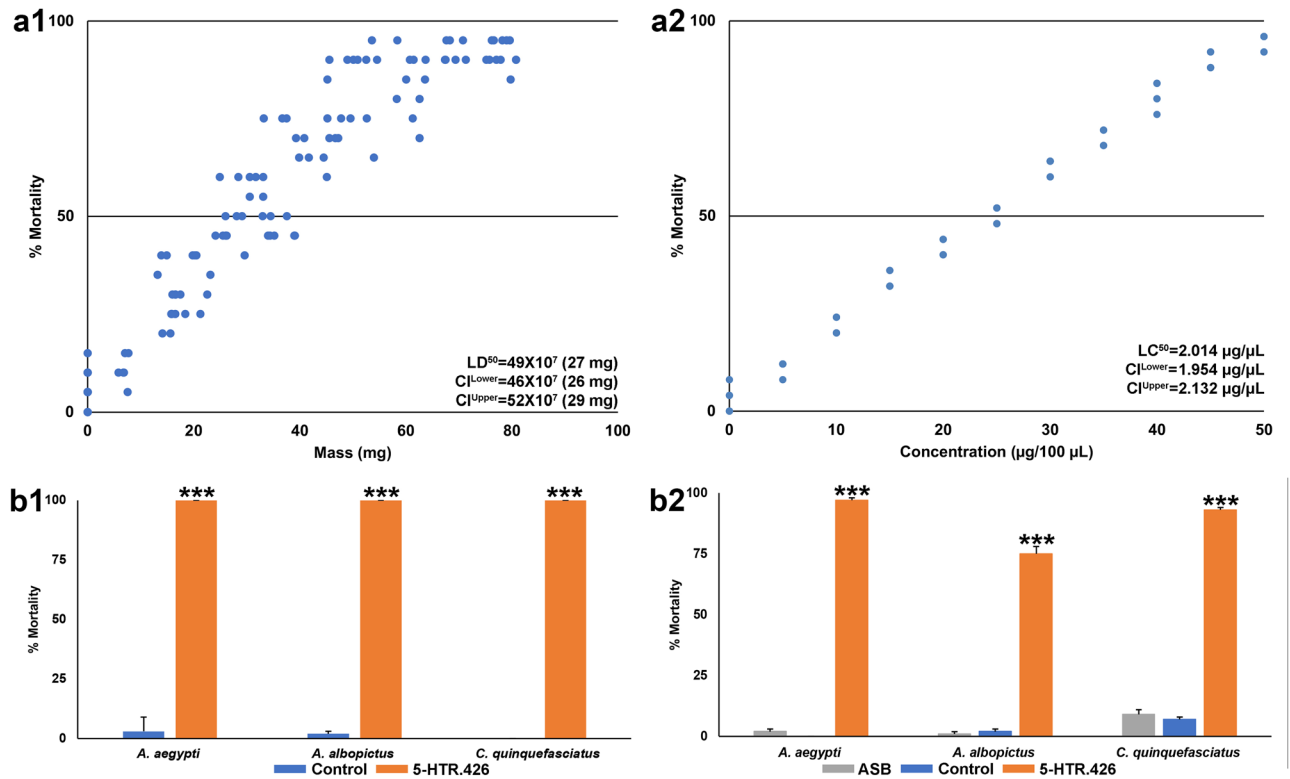 a1
100
50
0
% Mortality
LD⁵⁰=49X10⁷ (27 mg)
CIᴸᵒʷᵉʳ=46X10⁷ (26 mg)
CIᵁᵖᵖᵉʳ=52X10⁷ (29 mg)
0 20 40 60 80 100
Mass (mg)
a2
100
50
0
% Mortality
LC⁵⁰=2.014 µg/µL
CIᴸᵒʷᵉʳ=1.954 µg/µL
CIᵁᵖᵖᵉʳ=2.132 µg/µL
0 10 20 30 40 50
Concentration (µg/100 µL)
b1
100
75
50
25
0
% Mortality
*** *** ***
A. aegypti A. albopictus C. quinquefasciatus
Control 5-HTR.426
b2
100
75
50
25
0
% Mortality
*** *** ***
A. aegypti A. albopictus C. quinquefasciatus
ASB Control 5-HTR.426